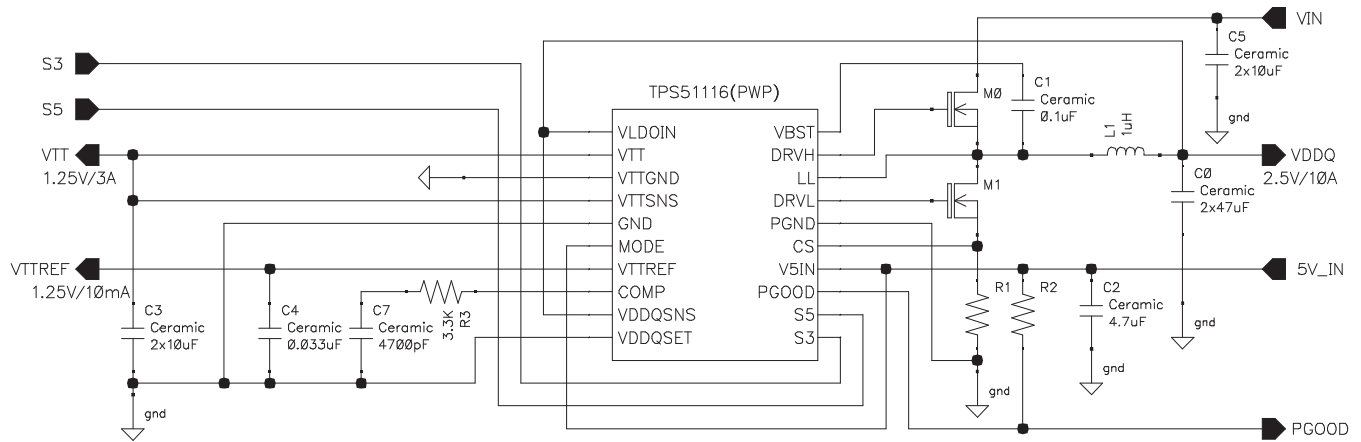 VIN
C5
Ceramic
2x10uF
gnd
S3
S5
VTT
1.25V/3A
VTTREF
1.25V/10mA
TPS51116(PWP)
VLDOIN
VTT
VTTGND
VTTSNS
GND
MODE
VTTREF
COMP
VDDQSNS
VDDQSET
VBST
DRVH
LL
DRVL
PGND
CS
V5IN
PGOOD
S5
S3
M0
C1
Ceramic
0.1uF
L1
1uH
M1
VDDQ
2.5V/10A
C0
Ceramic
2x47uF
gnd
5V_IN
R1
R2
C2
Ceramic
4.7uF
gnd
gnd
C3
Ceramic
2x10uF
C4
Ceramic
0.033uF
C7
Ceramic
4700pF
3.3K
R3
gnd
PGOOD